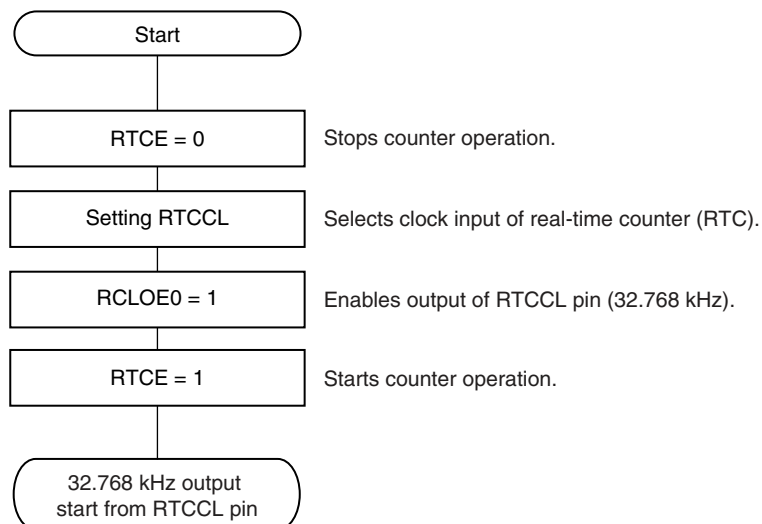 Start
RTCE = 0
Stops counter operation.
Setting RTCCL
Selects clock input of real-time counter (RTC).
RCLOE0 = 1
Enables output of RTCCL pin (32.768 kHz).
RTCE = 1
Starts counter operation.
32.768 kHz output
start from RTCCL pin